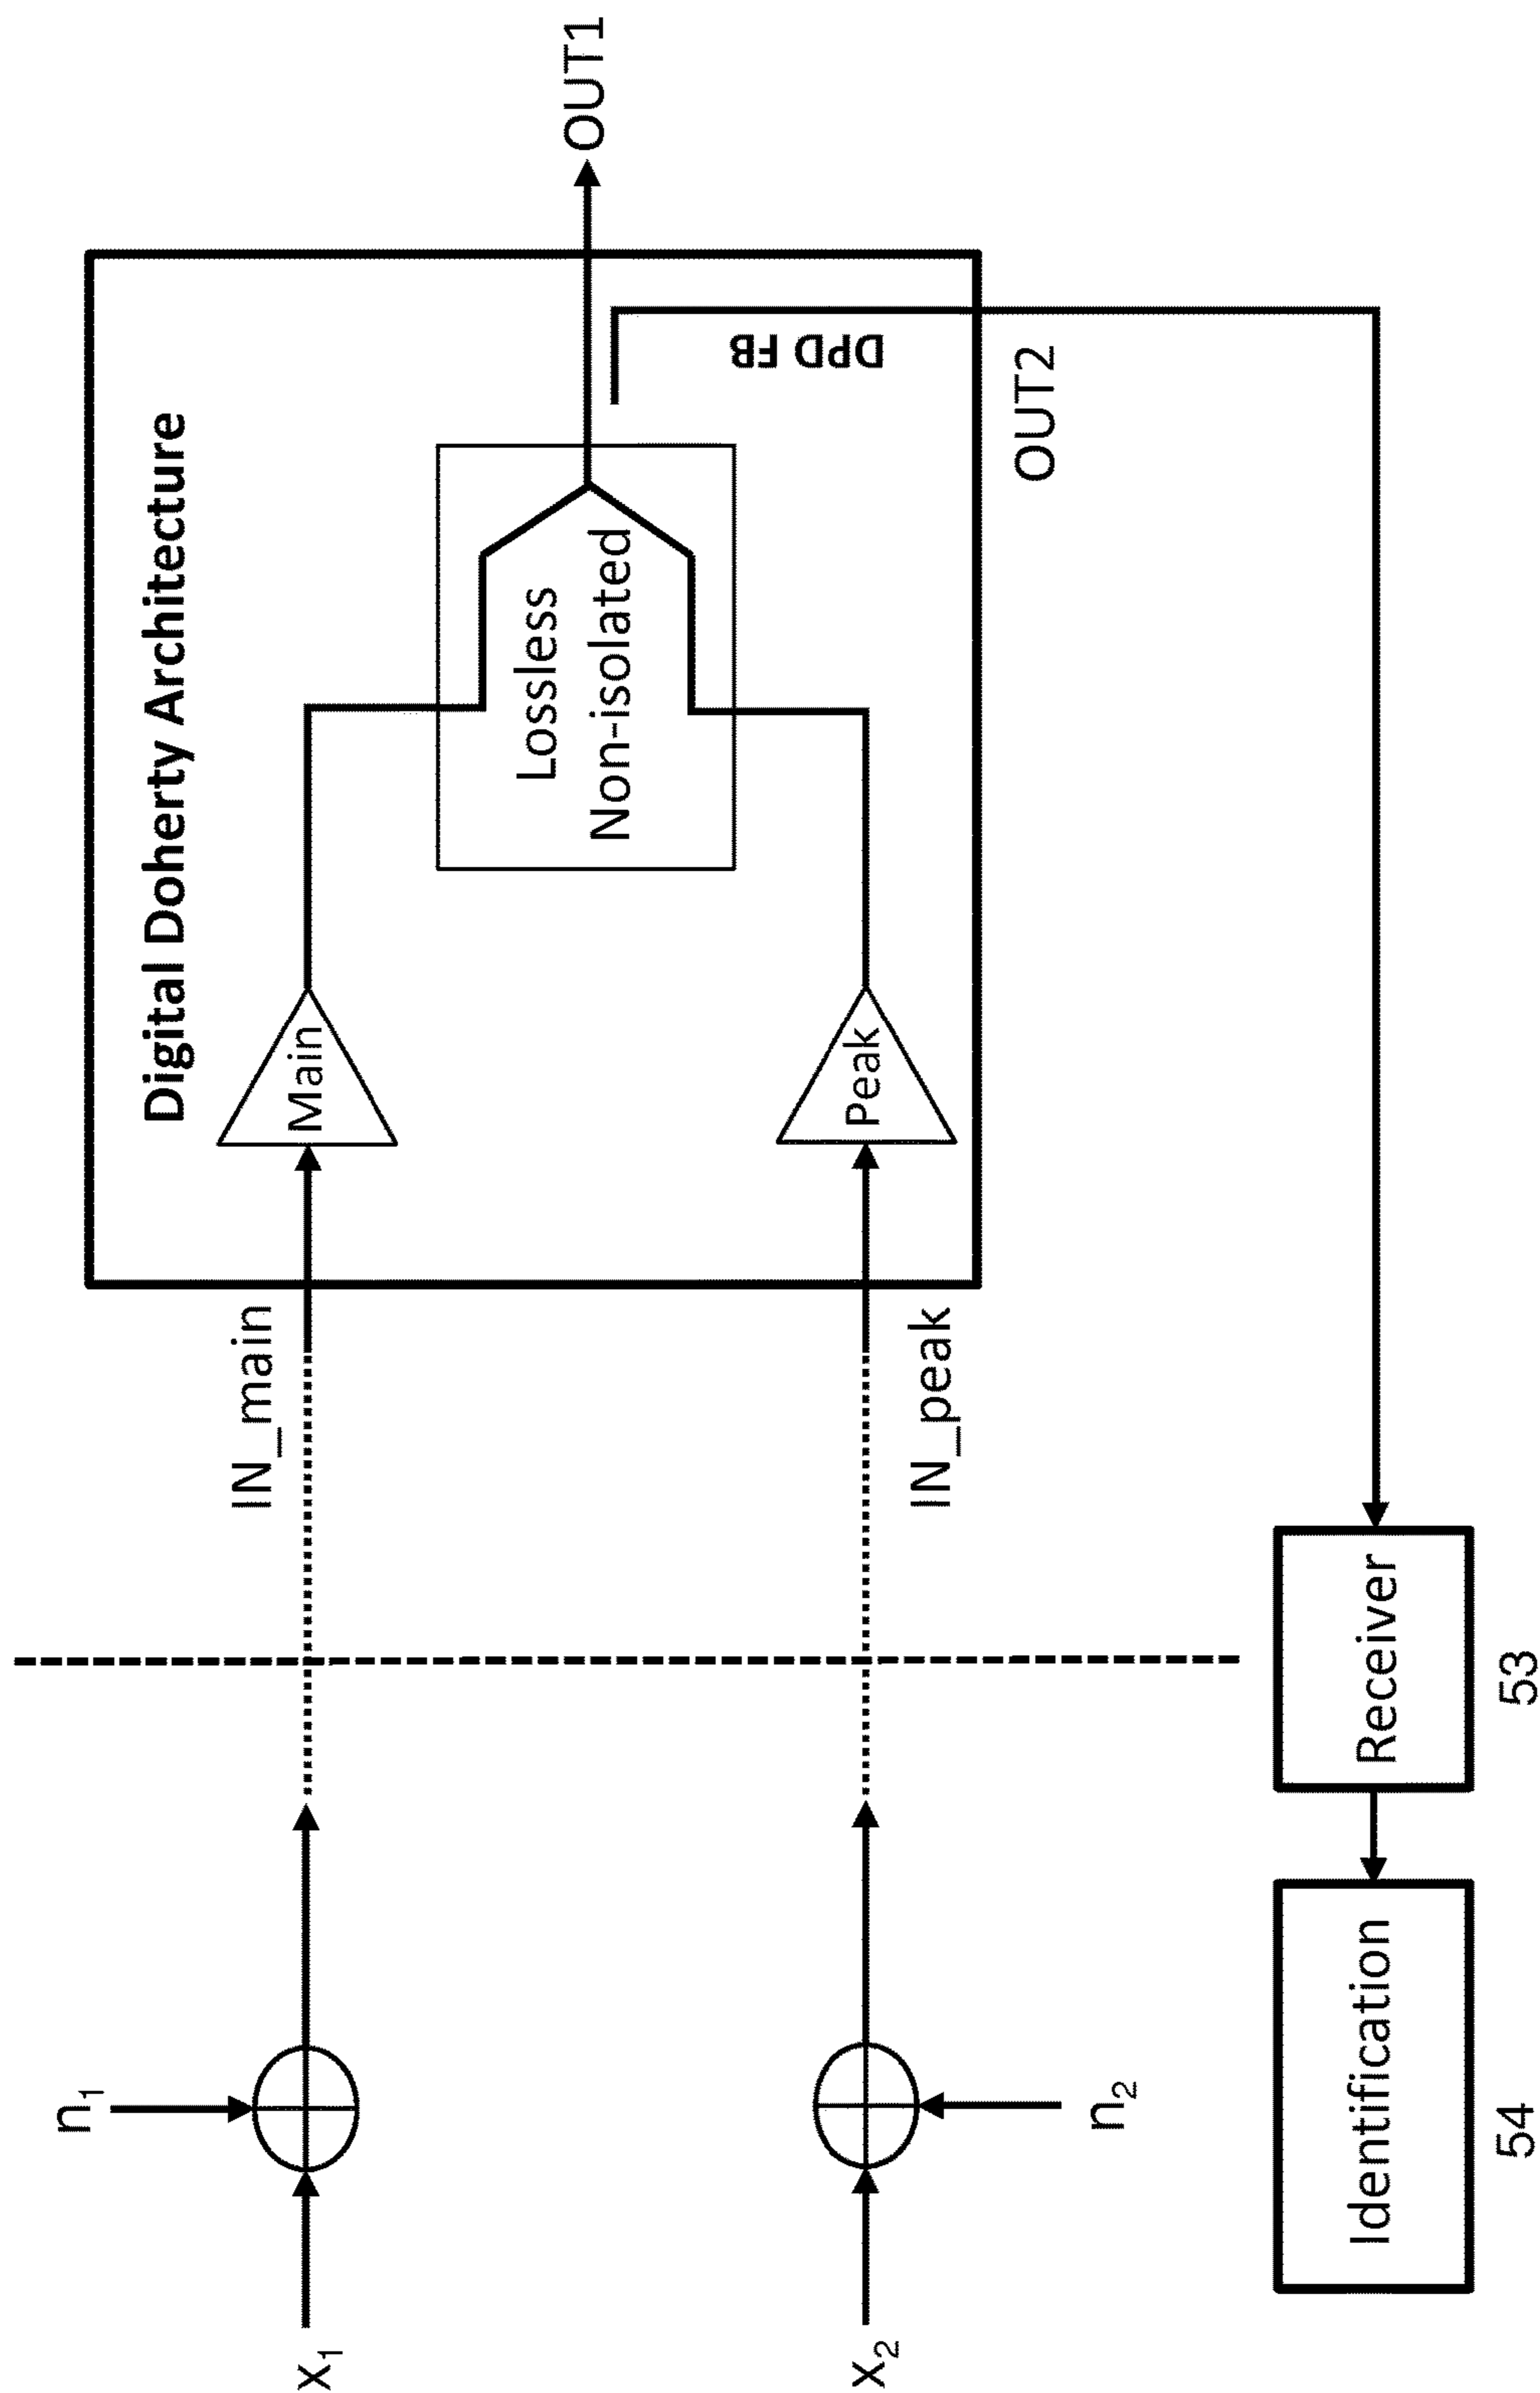 Digital Doherty Architecture
n₁
x₁
IN_main
Main
Lossless
Non-isolated
OUT1
DPD FB
x₂
n₂
IN_peak
Peak
OUT2
Identification
54
Receiver
53